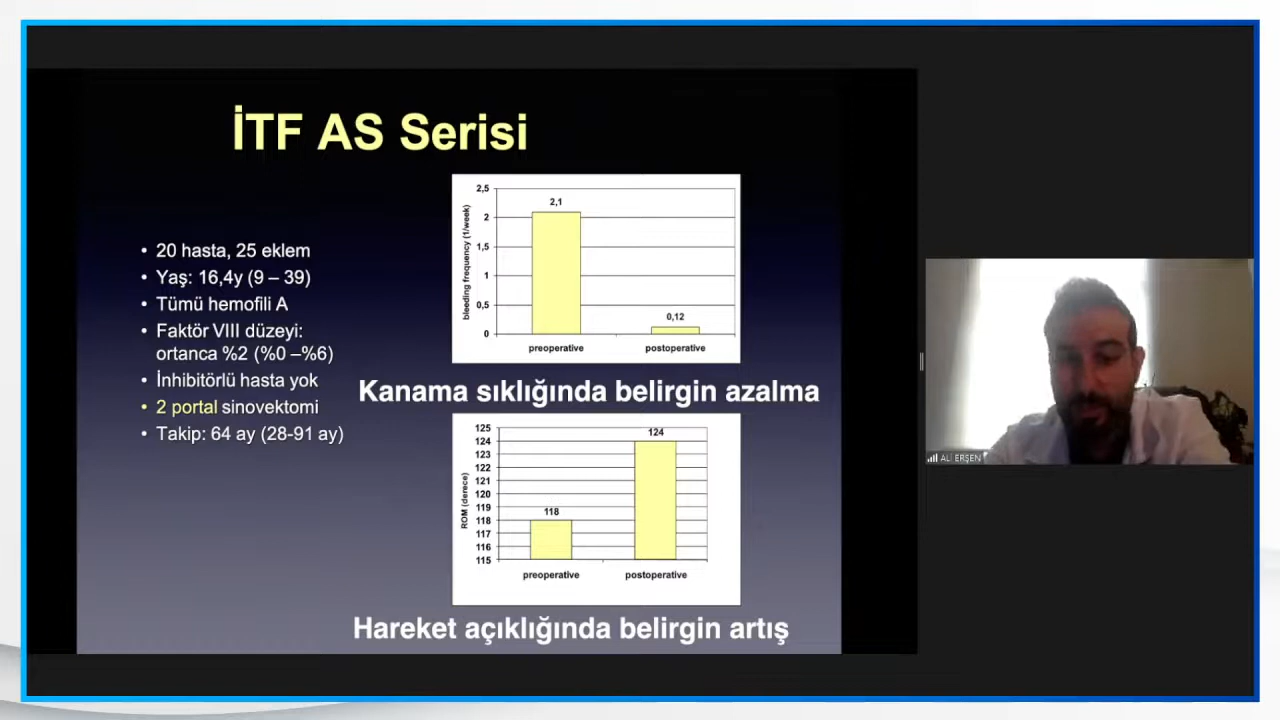 İTF AS Serisi
• 20 hasta, 25 eklem
• Yaş: 16,4y (9 – 39)
• Tümü hemofili A
• Faktör VIII düzeyi:
ortanca %2 (%0 –%6)
• İnhibitörlü hasta yok
• 2 portal sinovektomi
• Takip: 64 ay (28-91 ay)
bleeding frequency (1/week)
2,5
2
1,5
1
0,5
0
2,1
0,12
preoperative
postoperative
Kanama sıklığında belirgin azalma
ROM (derece)
125
124
123
122
121
120
119
118
117
116
115
118
124
preoperative
postoperative
Hareket açıklığında belirgin artış
ALİ ERŞEN